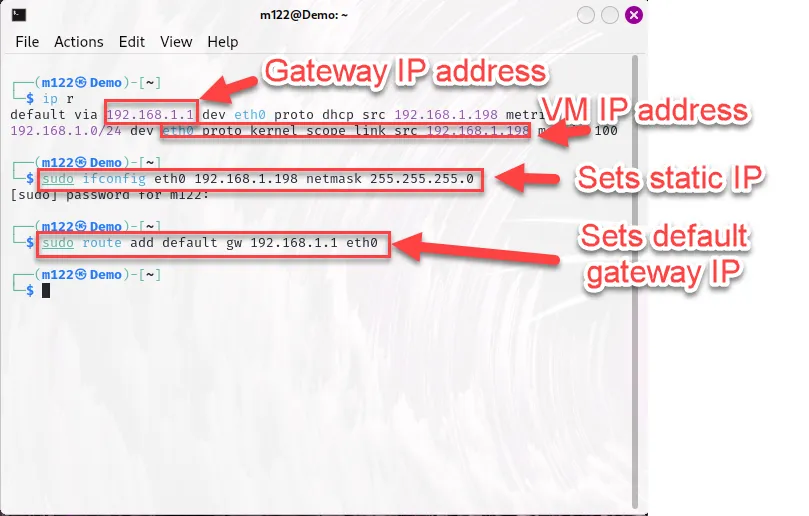 m122@Demo: ~
File Actions Edit View Help
Gateway IP address
(m122㉿Demo)-[~]
$ ip r
default via 192.168.1.1 dev eth0 proto dhcp src 192.168.1.198
VM IP address
192.168.1.0/24 dev eth0 proto kernel scope link src 192.168.1.198 100
(m122㉿Demo)-[~]
$ sudo ifconfig eth0 192.168.1.198 netmask 255.255.255.0
Sets static IP
[sudo] password for m122:
(m122㉿Demo)-[~]
$ sudo route add default gw 192.168.1.1 eth0
Sets default
gateway IP
(m122㉿Demo)-[~]
$